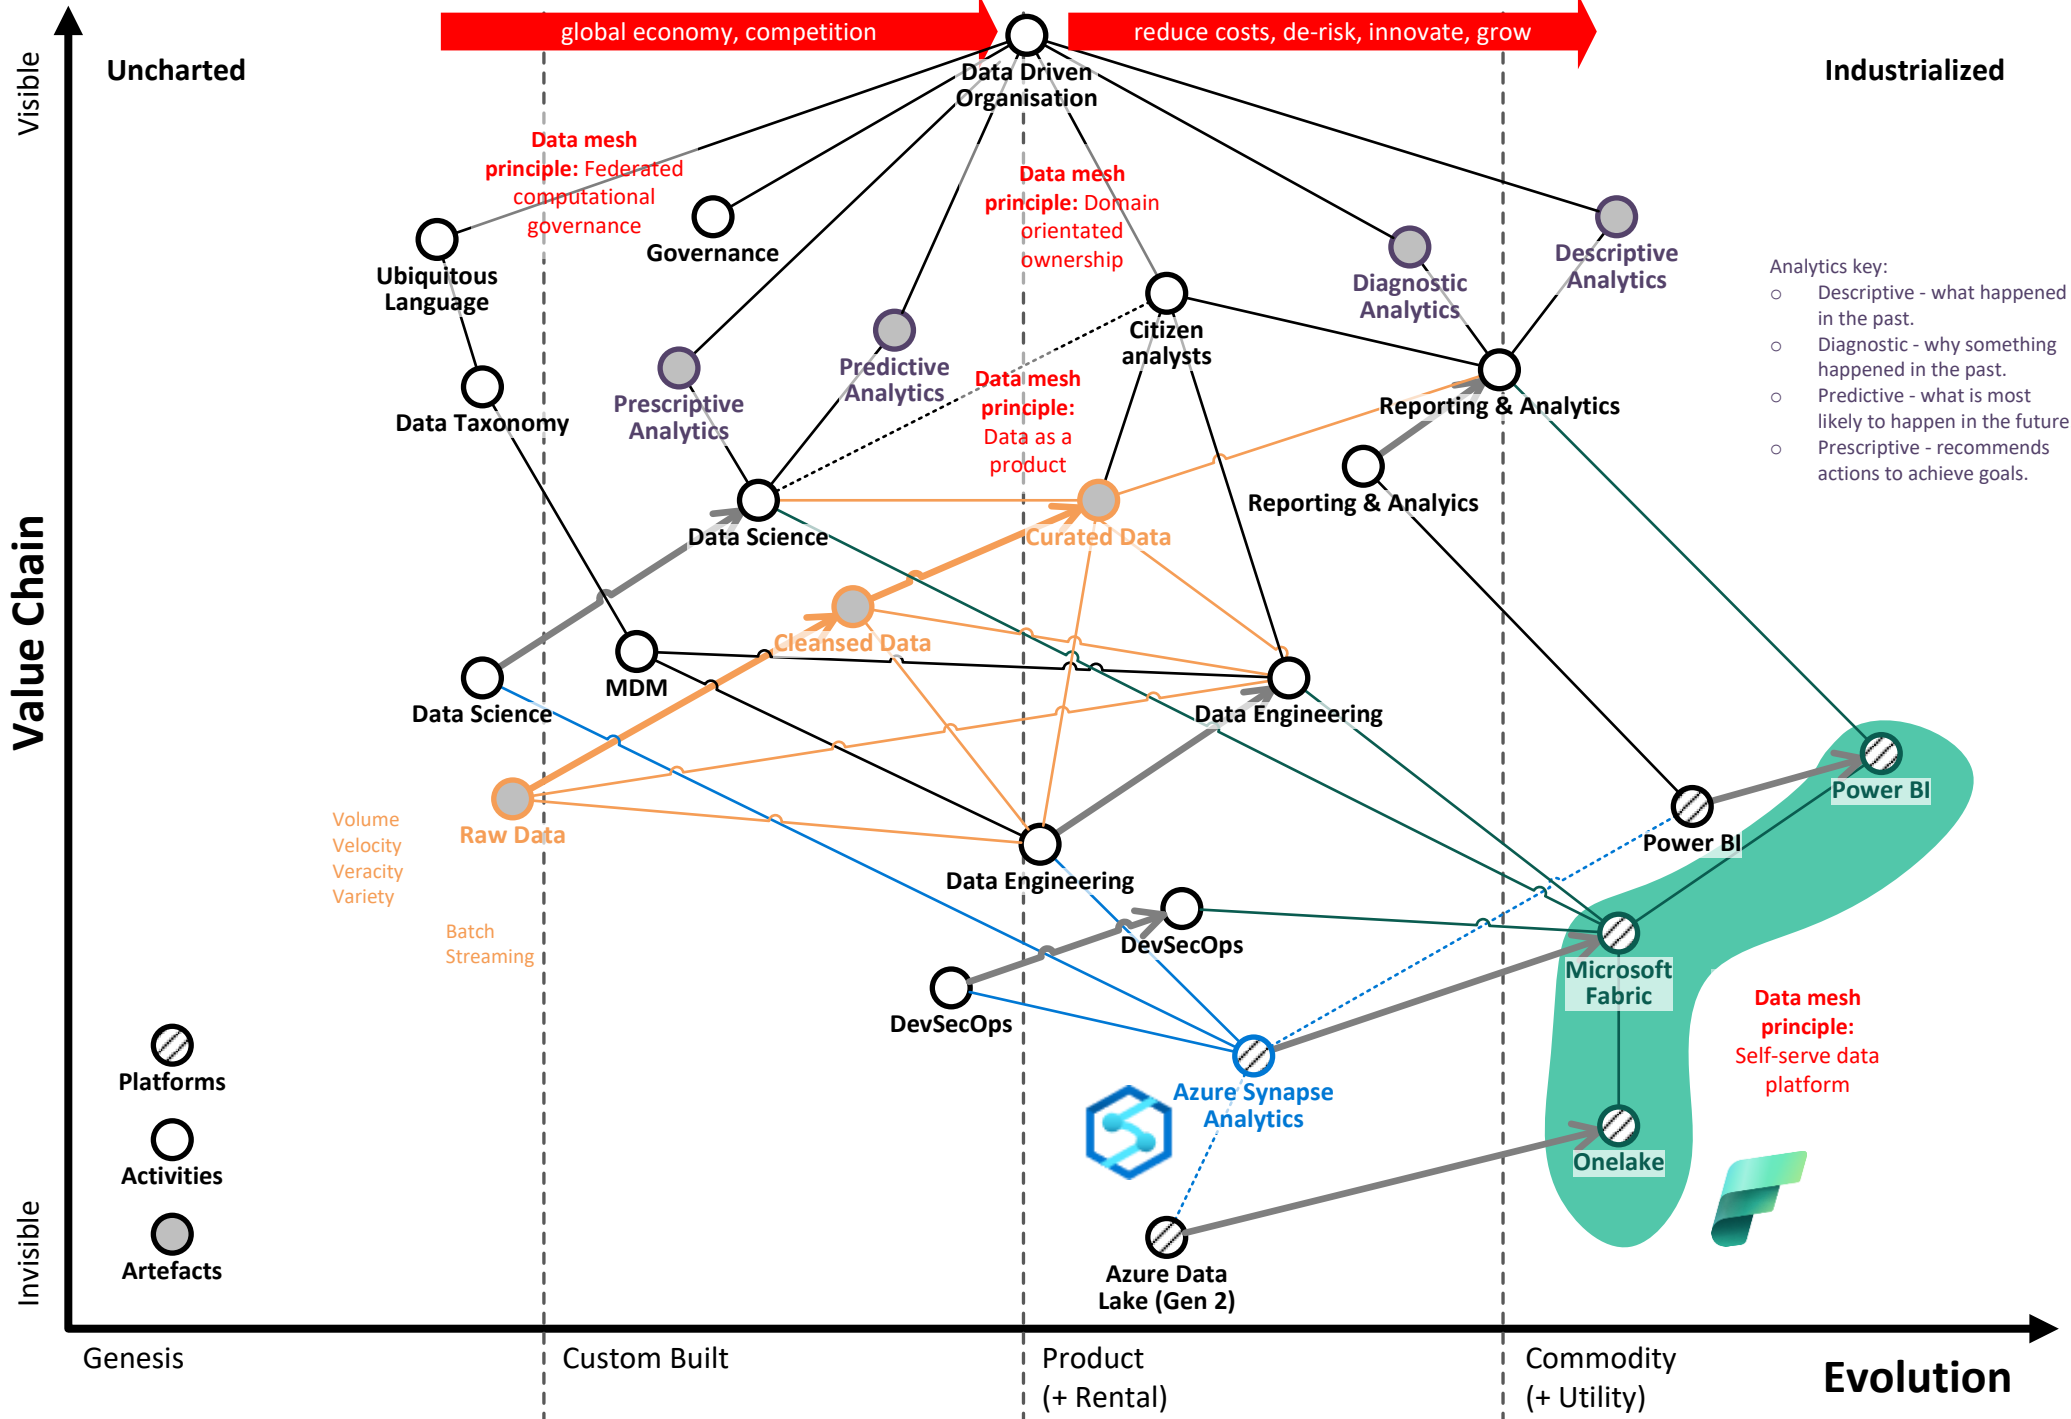 global economy, competition
reduce costs, de-risk, innovate, grow
Visible
Uncharted
Industrialized
Data Driven
Organisation
Data mesh
principle: Federated
computational
governance
Data mesh
principle: Domain
orientated
ownership
Governance
Ubiquitous
Language
Diagnostic
Analytics
Descriptive
Analytics
Analytics key:
o Descriptive - what happened
in the past.
o Diagnostic - why something
happened in the past.
o Predictive - what is most
likely to happen in the future
o Prescriptive - recommends
actions to achieve goals.
Citizen
analysts
Predictive
Analytics
Data mesh
principle:
Data as a
product
Prescriptive
Analytics
Data Taxonomy
Reporting & Analytics
Reporting & Analyics
Data Science
Curated Data
Value Chain
Cleansed Data
MDM
Data Science
Data Engineering
Power BI
Power BI
Volume
Velocity
Veracity
Variety
Raw Data
Data Engineering
Batch
Streaming
DevSecOps
DevSecOps
Microsoft
Fabric
Data mesh
principle:
Self-serve data
platform
Platforms
Azure Synapse
Analytics
Activities
Onelake
Invisible
Artefacts
Azure Data
Lake (Gen 2)
Genesis
Custom Built
Product
(+ Rental)
Commodity
(+ Utility)
Evolution